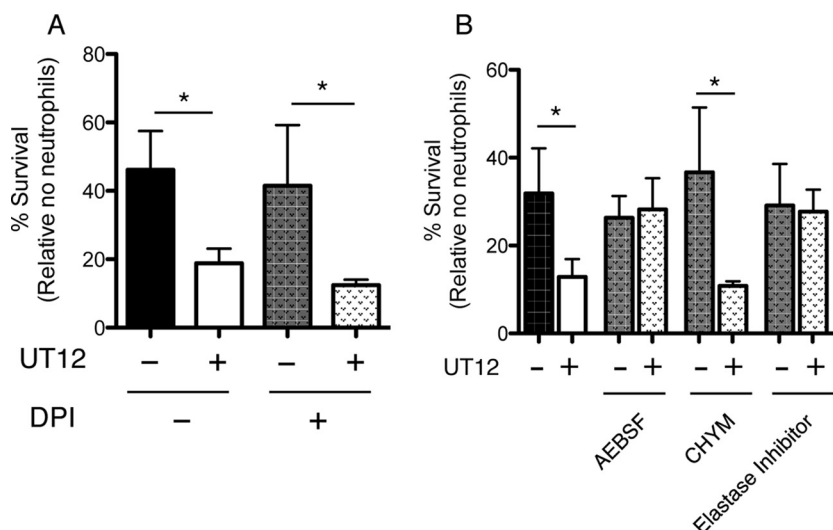 A
% Survival
(Relative no neutrophils)
80
60
40
20
0
*
*
UT12
− + − +
DPI
− +
B
% Survival
(Relative no neutrophils)
60
40
20
0
*
*
UT12
− + − + − + − +
AEBSF
CHYM
Elastase Inhibitor